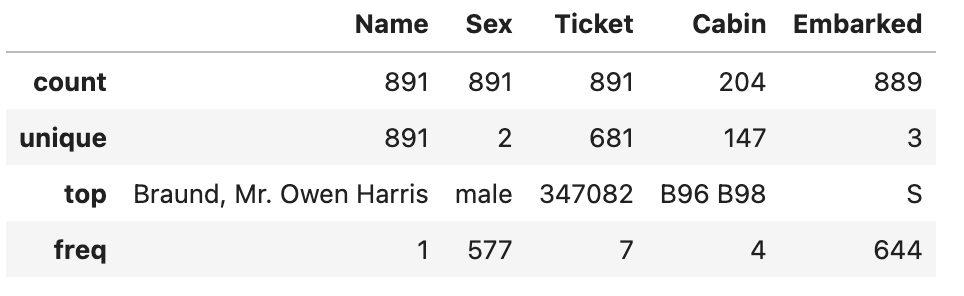 Name Sex Ticket Cabin Embarked
count 891 891 891 204 889
unique 891 2 681 147 3
top Braund, Mr. Owen Harris male 347082 B96 B98 S
freq 1 577 7 4 644